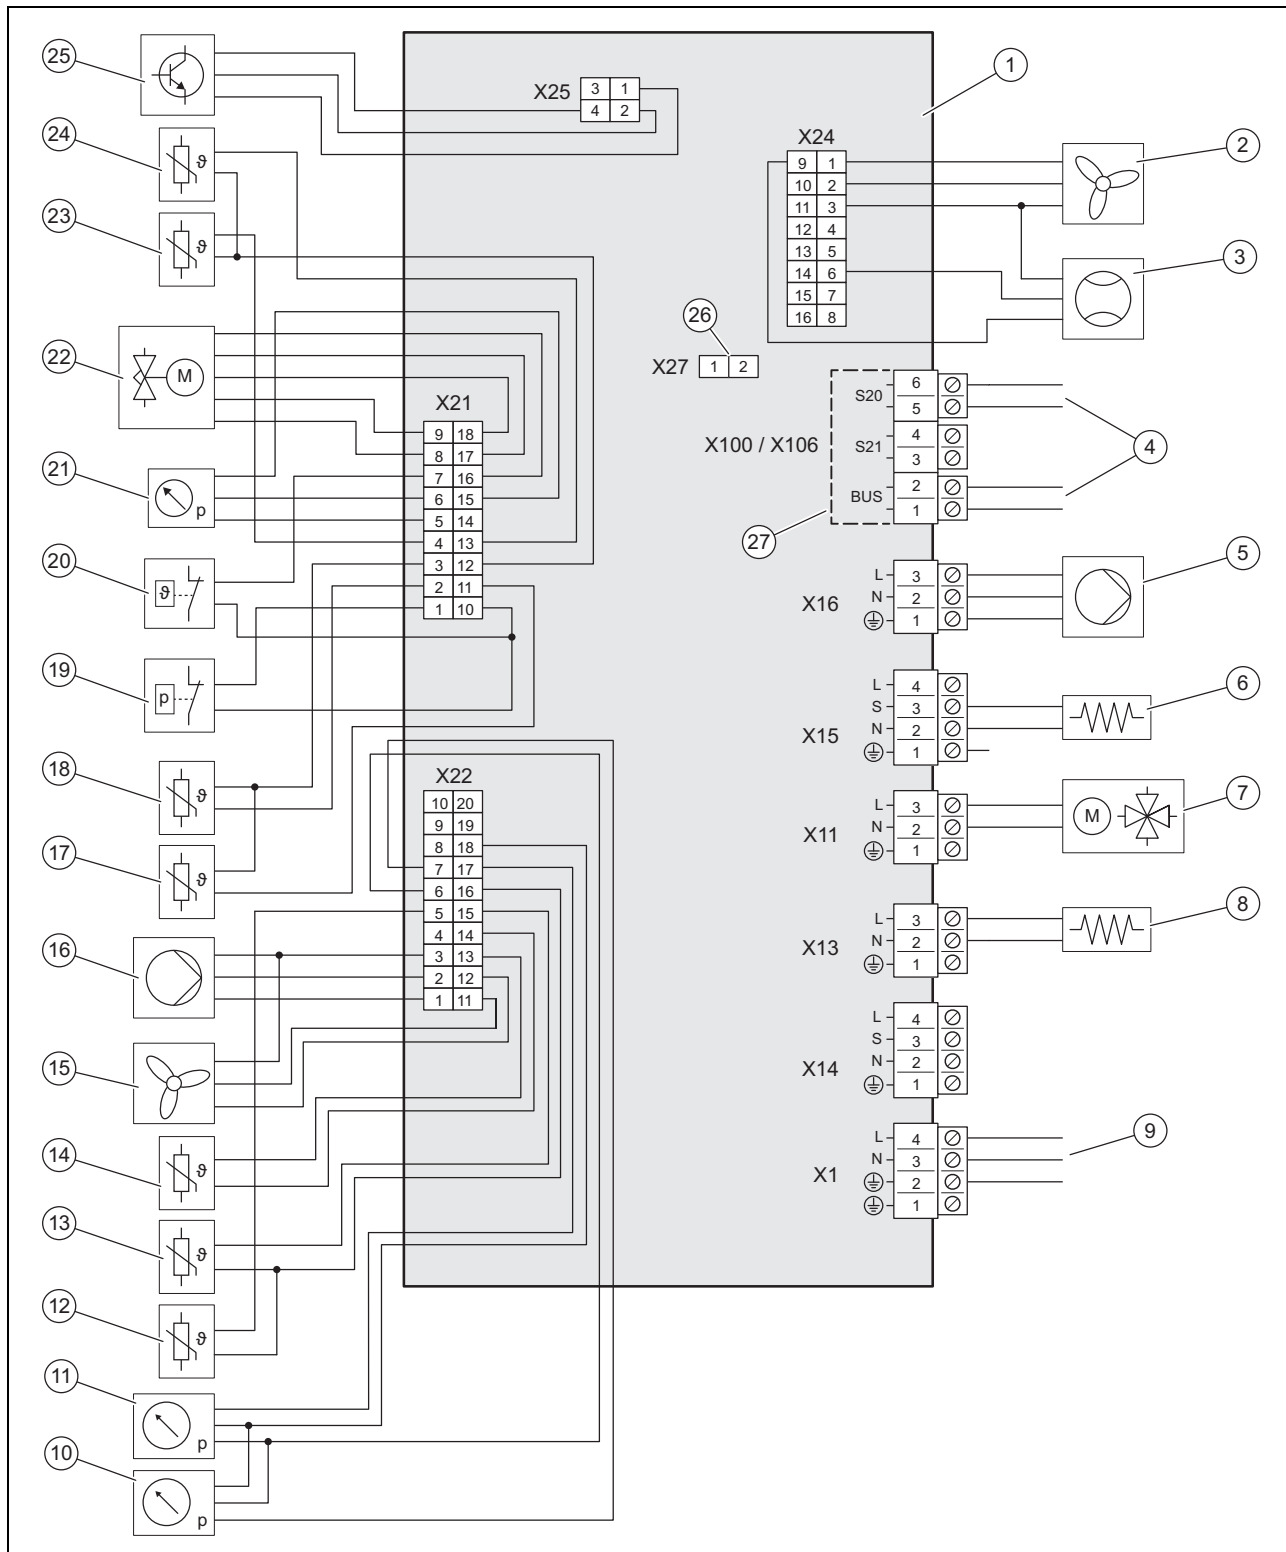 25
X25
3 1
4 2
1
24
ϑ
X24
9 1
10 2
11 3
12 4
13 5
14 6
15 7
16 8
2
23
ϑ
3
26
X27
1 2
22
M
X21
9 18
8 17
7 16
6 15
5 14
4 13
3 12
2 11
1 10
S20
6
5
X100 / X106
S21
4
3
BUS
2
1
4
27
21
p
20
ϑ
X16
L 3
N 2
1
5
19
p
X15
L 4
S 3
N 2
1
6
18
ϑ
X22
10 20
9 19
8 18
7 17
6 16
5 15
4 14
3 13
2 12
1 11
X11
L 3
N 2
1
M
7
17
ϑ
X13
L 3
N 2
1
8
16
X14
L 4
S 3
N 2
1
15
X1
L 4
N 3
2
1
9
14
ϑ
13
ϑ
12
ϑ
11
p
10
p